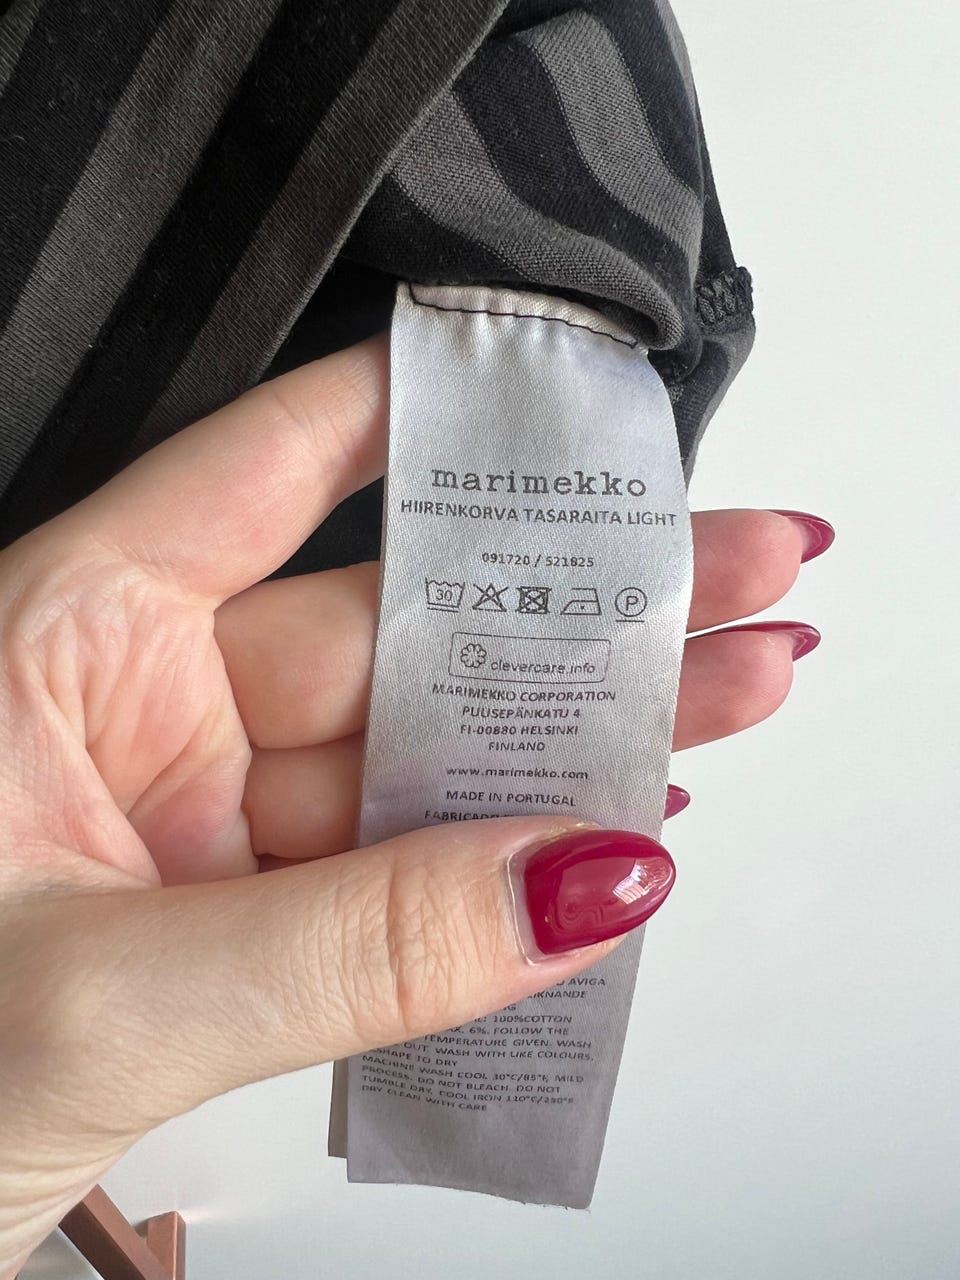 marimekko
HIIRENKORVA TASARAITA LIGHT
091720 / 521825
30
P
clevercare.info
MARIMEKKO CORPORATION
PUUSEPÄNKATU 4
FI-00880 HELSINKI
FINLAND
www.marimekko.com
MADE IN PORTUGAL
AVIGA
100%COTTON
6%. FOLLOW THE
TEMPERATURE GIVEN. WASH
OUT. WASH WITH LIKE COLOURS.
TO DRY
MACHINE WASH COOL 30°C/85°F, MILD
PROCESS. DO NOT BLEACH. DO NOT
TUMBLE DRY. COOL IRON 110°C/230°F
DRY CLEAN WITH CARE